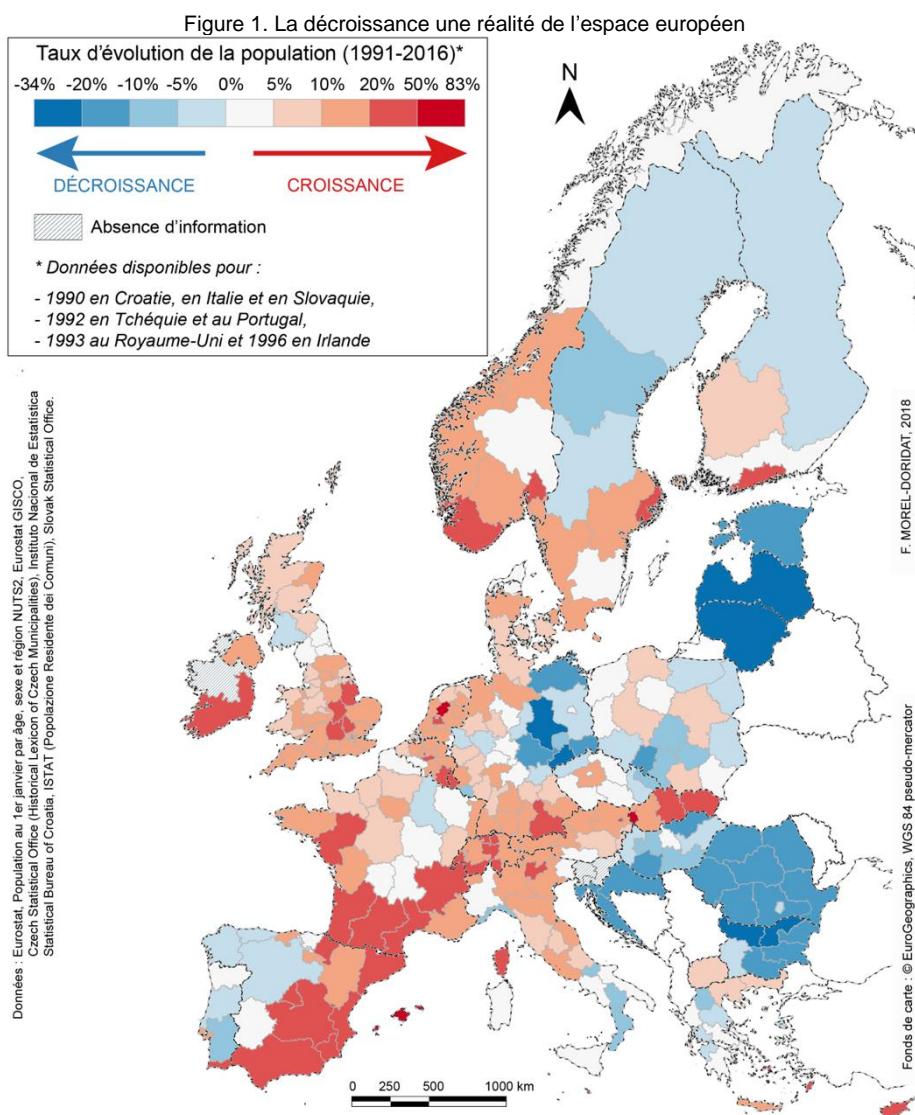 Figure 1. La décroissance une réalité de l'espace européen
Taux d'évolution de la population (1991-2016)*
-34% -20% -10% -5% 0% 5% 10% 20% 50% 83%
DÉCROISSANCE CROISSANCE
Absence d'information
* Données disponibles pour :
- 1990 en Croatie, en Italie et en Slovaquie,
- 1992 en Tchéquie et au Portugal,
- 1993 au Royaume-Uni et 1996 en Irlande
N
Données : Eurostat, Population au 1er janvier par âge, sexe et région NUTS2, Eurostat GISCO,
Czech Statistical Office (Historical Lexicon of Czech Municipalities), Instituto Nacional de Estatistica
Statistical Bureau of Croatia, ISTAT (Popolazione Residente dei Comuni), Slovak Statistical Office.
F. MOREL-DORIDAT, 2018
Fonds de carte : © EuroGeographics, WGS 84 pseudo-mercator
0 250 500 1000 km